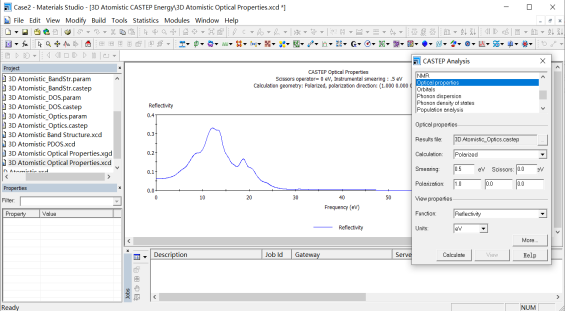 Case2 - Materials Studio - [3D Atomistic CASTEP Energy\3D Atomistic Optical Properties.xcd *]
File Edit View Modify Build Tools Statistics Modules Window Help
Project
3D Atomistic_BandStr.param
3D Atomistic_BandStr.castep
3D Atomistic_DOS.param
3D Atomistic_DOS.castep
3D Atomistic_Optics.param
3D Atomistic_Optics.castep
3D Atomistic Band Structure.xcd
3D Atomistic PDOS.xcd
3D Atomistic Optical Properties.xgd
3D Atomistic Optical Properties.xcd
Properties
Filter:
Property Value
CASTEP Optical Properties
Scissors operator= 0 eV, Instrumental smearing : .5 eV
Calculation geometry: Polarized, polarization direction: (1.000 0.000
Reflectivity
0.4
0.3
0.2
0.1
0.0
0 10 20 30 40 50
Frequency (eV)
Reflectivity
CASTEP Analysis
NMR
Optical properties
Orbitals
Phonon dispersion
Phonon density of states
Population analysis
Optical properties
Results file: 3D Atomistic_Optics.castep ...
Calculation: Polarized
Smearing: 0.5 eV Scissors: 0.0 eV
Polarization: 1.0 0.0 0.0
View properties
Function: Reflectivity
Units: eV
More...
Calculate View Help
Description Job Id Gateway Serve
Jobs
Ready
NUM